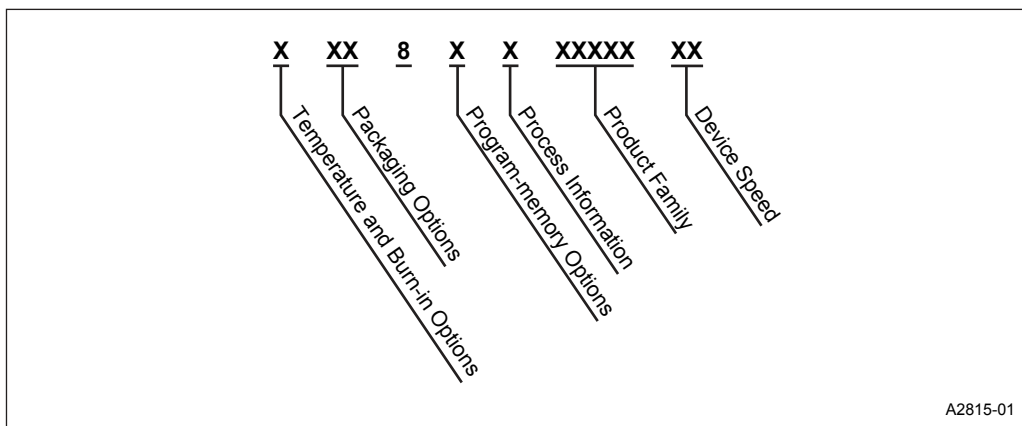 X XX 8 X X XXXXX XX
Temperature and Burn-in Options
Packaging Options
Program-memory Options
Process Information
Product Family
Device Speed
A2815-01